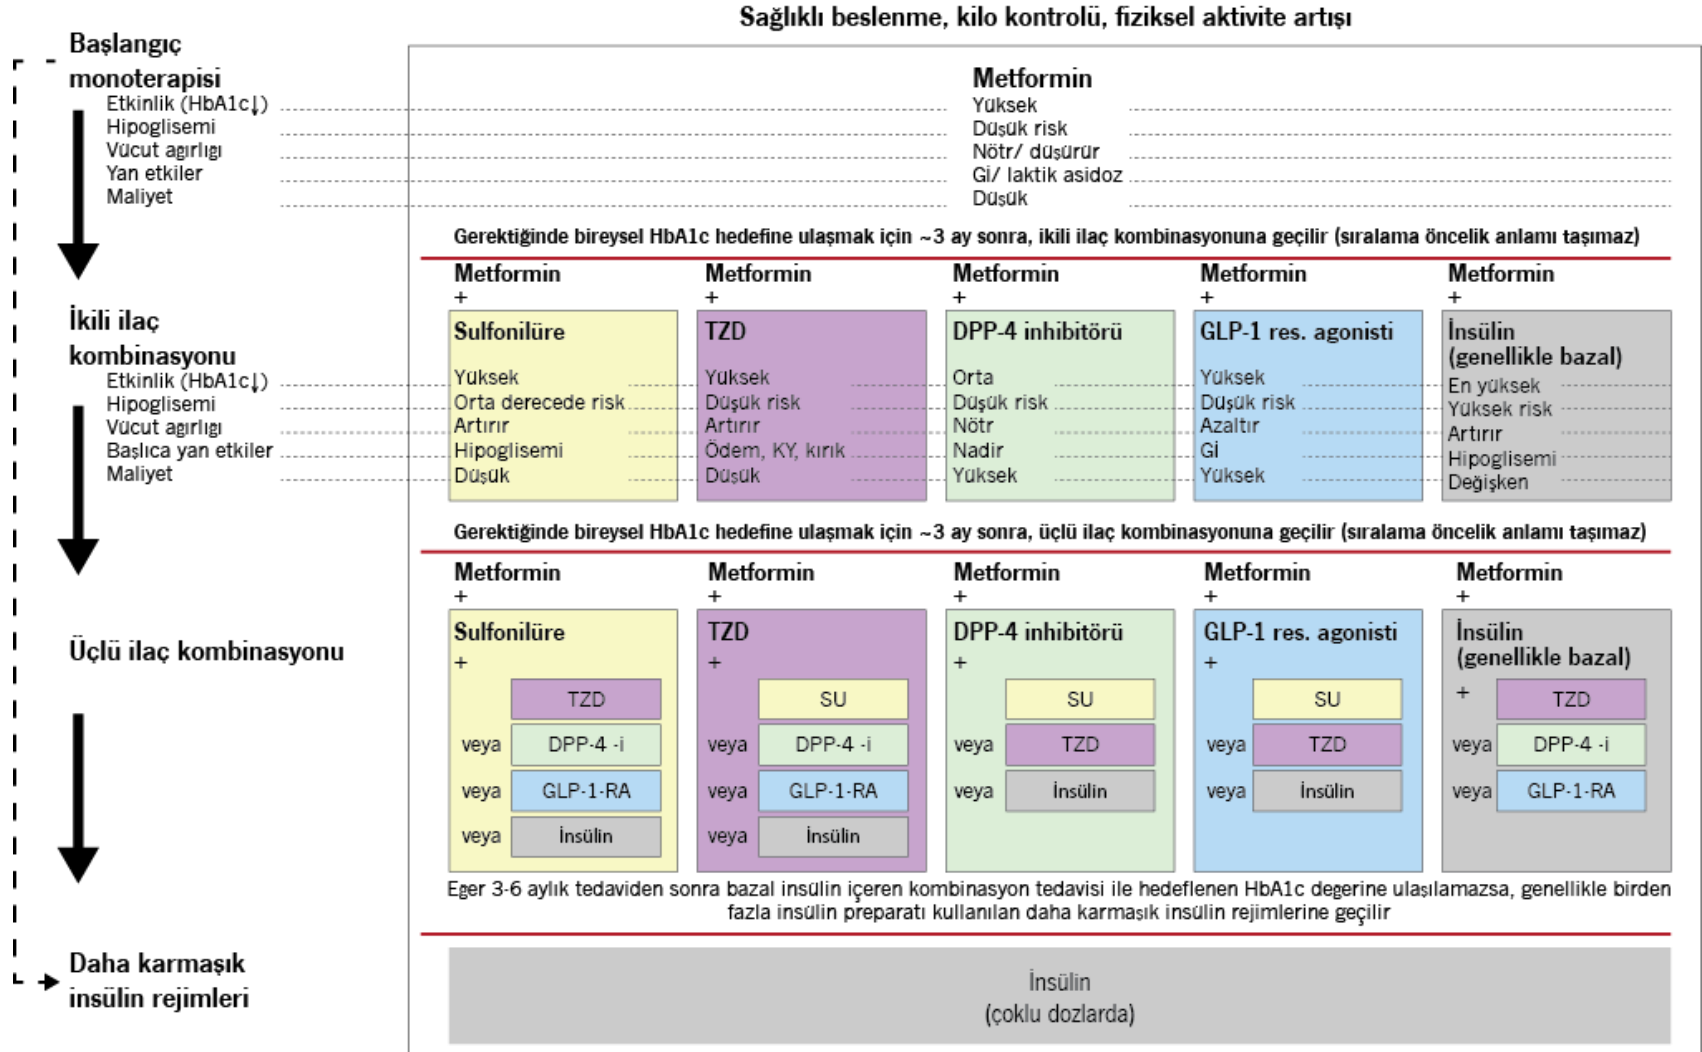 Sağlıklı beslenme, kilo kontrolü, fiziksel aktivite artışı
Başlangıç
monoterapisi
Etkinlik (HbA1c↓)
Hipoglisemi
Vücut agırlıgı
Yan etkiler
Maliyet
Metformin
Yüksek
Düşük risk
Nötr/ düşürür
Gİ/ laktik asidoz
Düşük
Gerektiğinde bireysel HbA1c hedefine ulaşmak için ~3 ay sonra, ikili ilaç kombinasyonuna geçilir (sıralama öncelik anlamı taşımaz)
İkili ilaç
kombinasyonu
Etkinlik (HbA1c↓)
Hipoglisemi
Vücut agırlıgı
Başlıca yan etkiler
Maliyet
Metformin
+
Sulfonilüre
Yüksek
Orta derecede risk
Artırır
Hipoglisemi
Düşük
Metformin
+
TZD
Yüksek
Düşük risk
Artırır
Ödem, KY, kırık
Düşük
Metformin
+
DPP-4 inhibitörü
Orta
Düşük risk
Nötr
Nadir
Yüksek
Metformin
+
GLP-1 res. agonisti
Yüksek
Düşük risk
Azaltır
Gİ
Yüksek
Metformin
+
İnsülin
(genellikle bazal)
En yüksek
Yüksek risk
Artırır
Hipoglisemi
Değişken
Gerektiğinde bireysel HbA1c hedefine ulaşmak için ~3 ay sonra, üçlü ilaç kombinasyonuna geçilir (sıralama öncelik anlamı taşımaz)
Üçlü ilaç kombinasyonu
Metformin
+
Sulfonilüre
+
TZD
veya DPP-4 -i
veya GLP-1-RA
veya İnsülin
Metformin
+
TZD
+
SU
veya DPP-4 -i
veya GLP-1-RA
veya İnsülin
Metformin
+
DPP-4 inhibitörü
+
SU
veya TZD
veya İnsülin
Metformin
+
GLP-1 res. agonisti
+
SU
veya TZD
veya İnsülin
Metformin
+
İnsülin
(genellikle bazal)
+ TZD
veya DPP-4 -i
veya GLP-1-RA
Eger 3-6 aylık tedaviden sonra bazal insülin içeren kombinasyon tedavisi ile hedeflenen HbA1c degerine ulaşılamazsa, genellikle birden
fazla insülin preparatı kullanılan daha karmaşık insülin rejimlerine geçilir
Daha karmaşık
insülin rejimleri
İnsülin
(çoklu dozlarda)